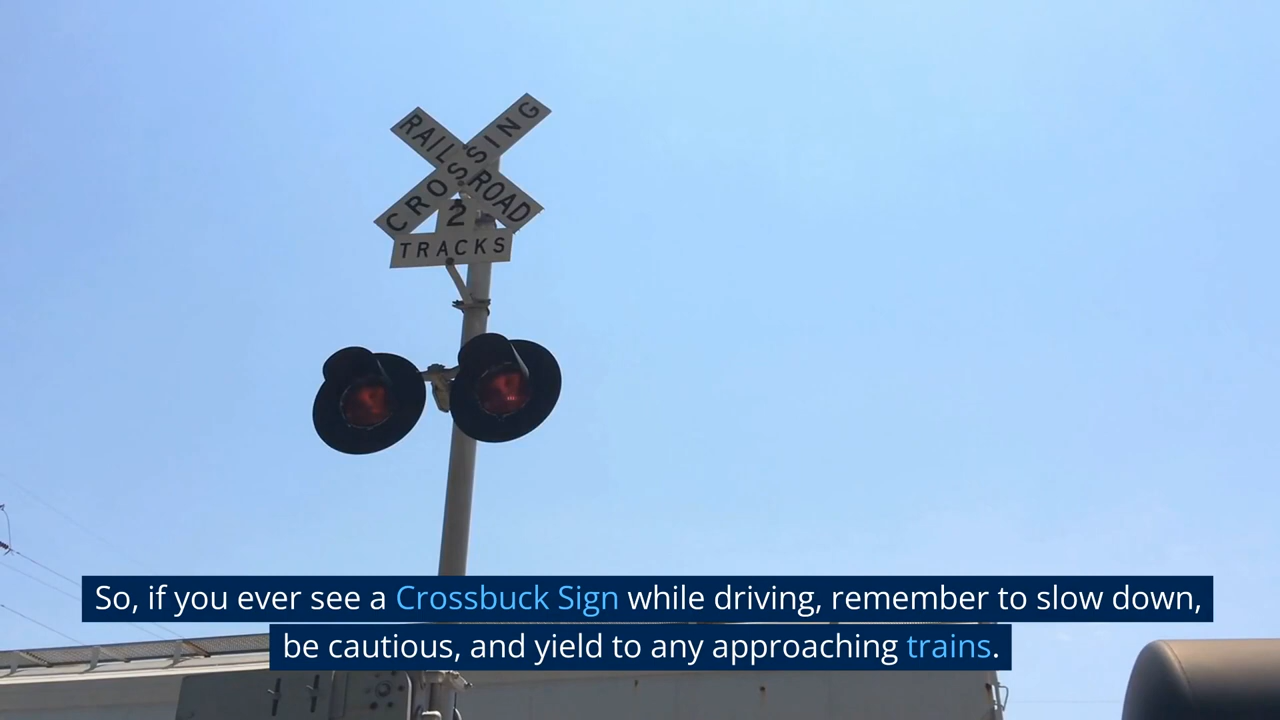 RAILROAD
CROSSING
2
TRACKS
So, if you ever see a Crossbuck Sign while driving, remember to slow down,
be cautious, and yield to any approaching trains.